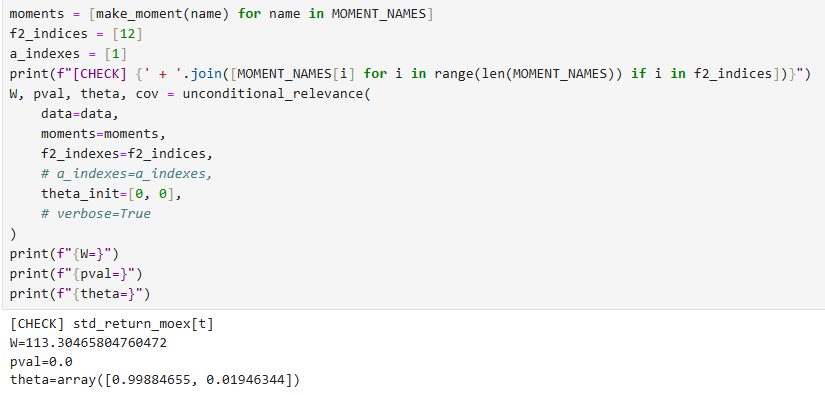 moments = [make_moment(name) for name in MOMENT_NAMES]
f2_indices = [12]
a_indexes = [1]
print(f"[CHECK] {' + '.join([MOMENT_NAMES[i] for i in range(len(MOMENT_NAMES)) if i in f2_indices])}")
W, pval, theta, cov = unconditional_relevance(
    data=data,
    moments=moments,
    f2_indexes=f2_indices,
    # a_indexes=a_indexes,
    theta_init=[0, 0],
    # verbose=True
)
print(f"{W=}")
print(f"{pval=}")
print(f"{theta=}")
[CHECK] std_return_moex[t]
W=113.30465804760472
pval=0.0
theta=array([0.99884655, 0.01946344])